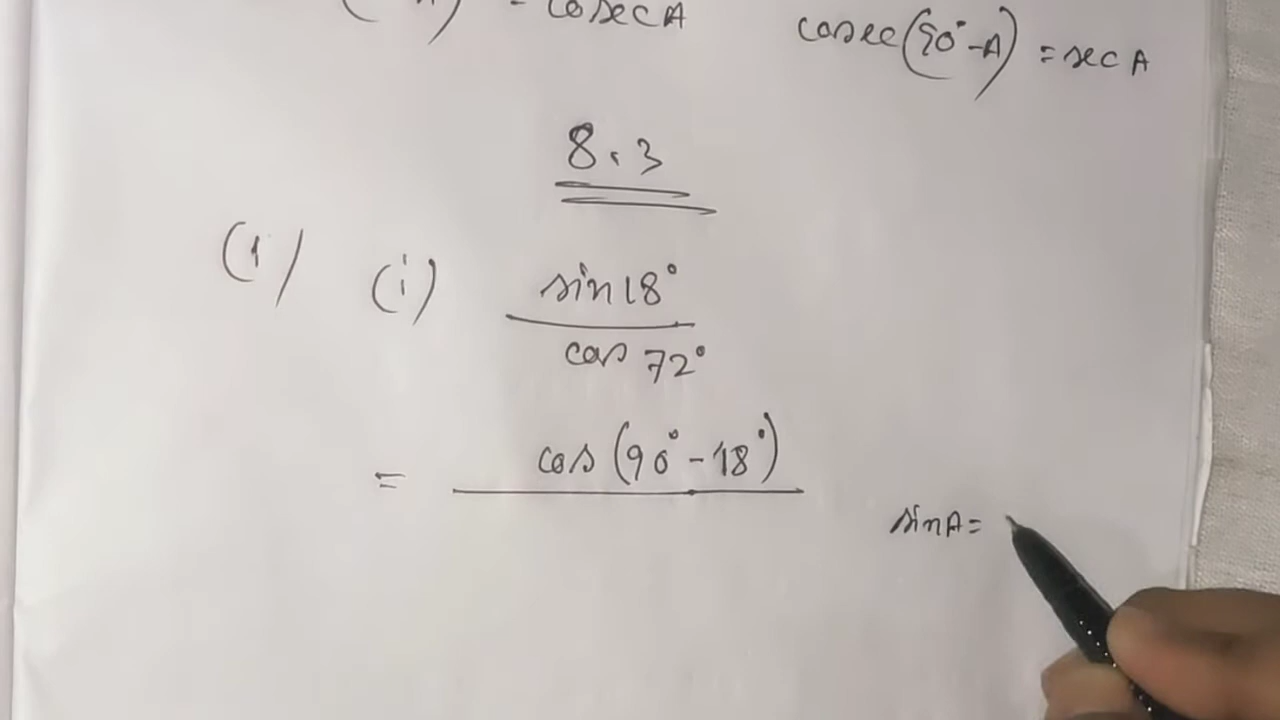 = cosec A cosec(90°-A) = sec A
8.3
(1) (i) sin 18°
cos 72°
= cos (90°-18°)
sin A =